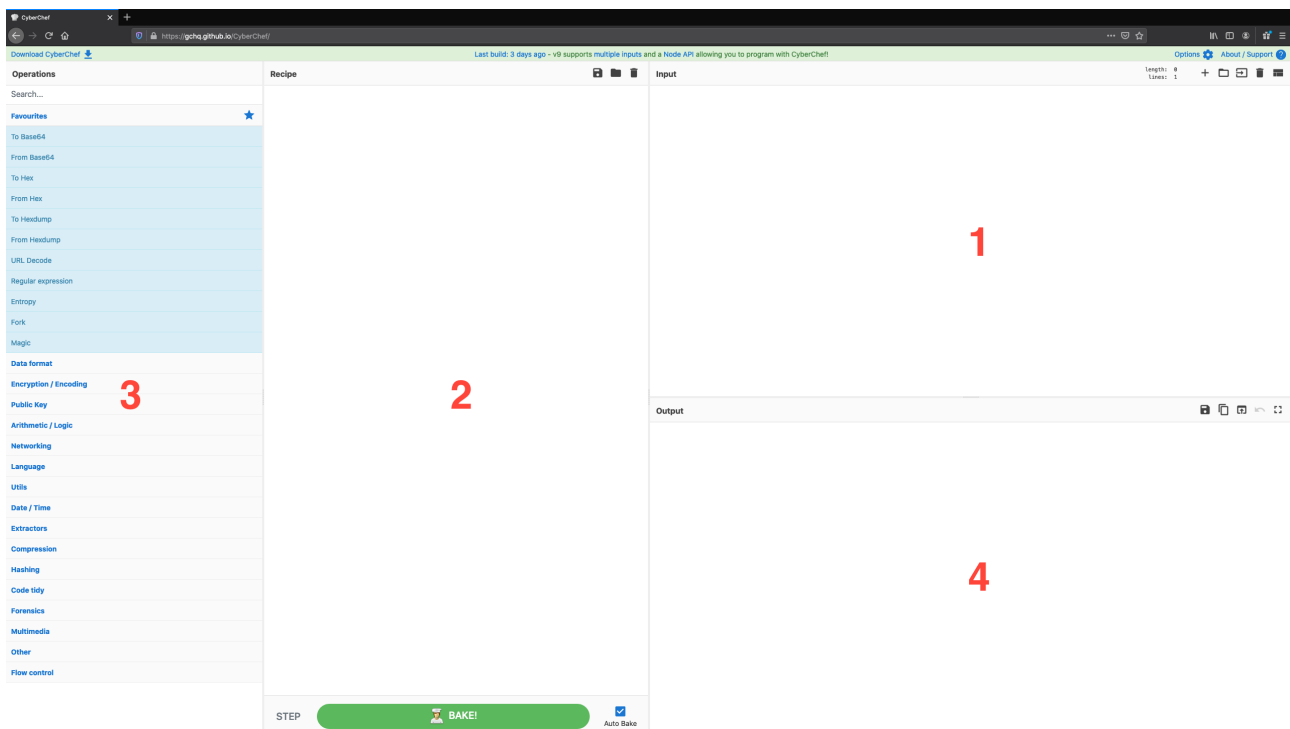 CyberChef
https://gchq.github.io/CyberChef/
Download CyberChef
Last build: 3 days ago - v9 supports multiple inputs and a Node API allowing you to program with CyberChef!
Options
About / Support
Operations
Search...
Favourites
To Base64
From Base64
To Hex
From Hex
To Hexdump
From Hexdump
URL Decode
Regular expression
Entropy
Fork
Magic
Data format
Encryption / Encoding
Public Key
Arithmetic / Logic
Networking
Language
Utils
Date / Time
Extractors
Compression
Hashing
Code tidy
Forensics
Multimedia
Other
Flow control
3
Recipe
2
STEP
BAKE!
Auto Bake
Input
length: 0
lines: 1
1
Output
4